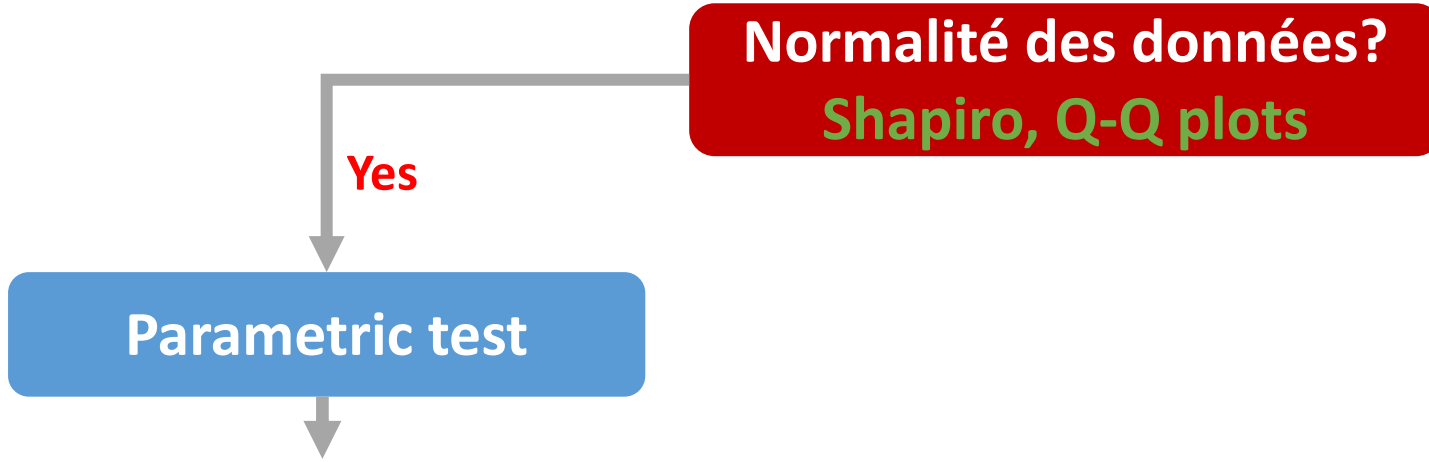 Normalité des données?
Shapiro, Q-Q plots
Yes
Parametric test